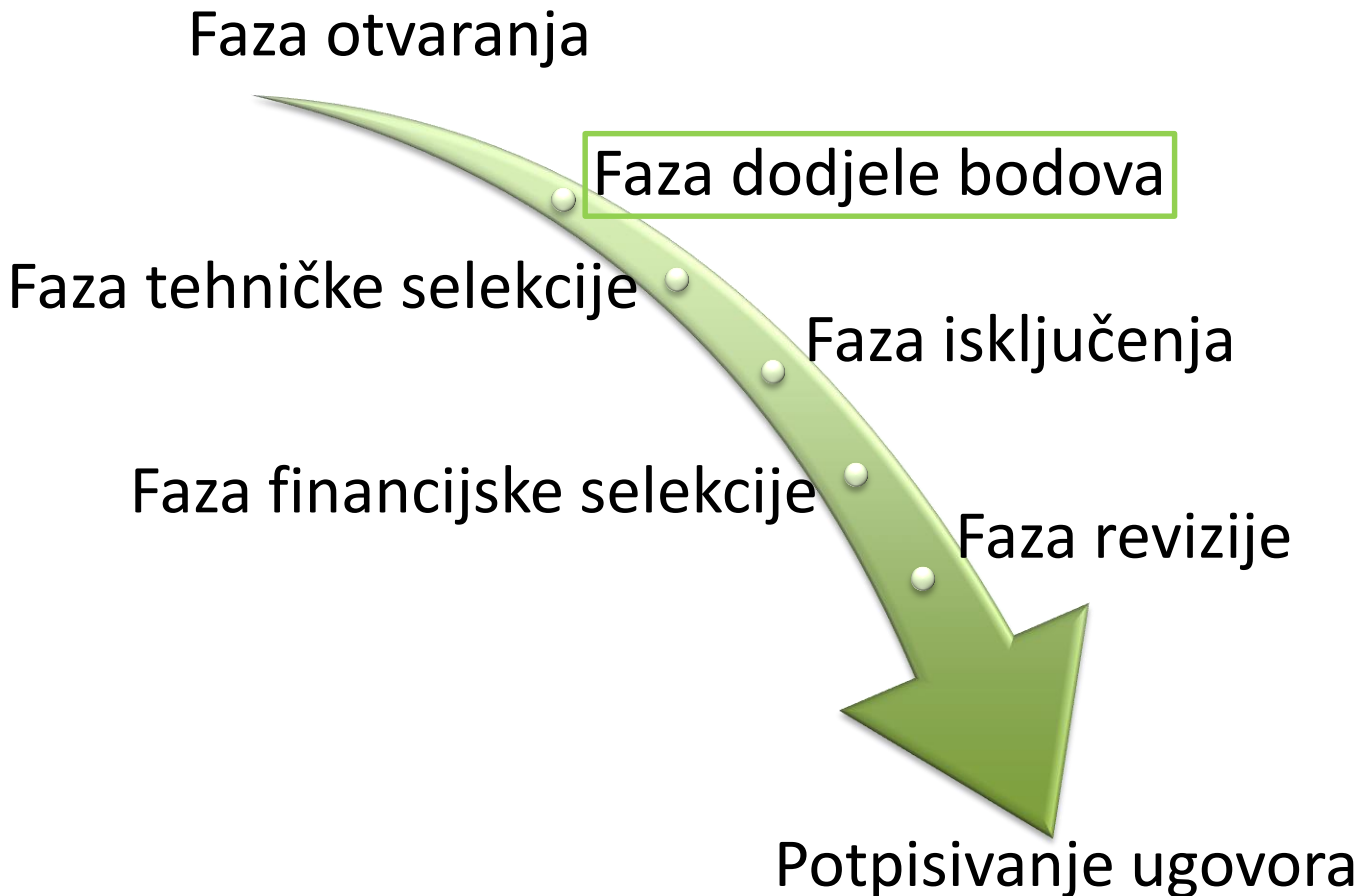 Faza otvaranja
Faza dodjele bodova
Faza tehničke selekcije
Faza isključenja
Faza financijske selekcije
Faza revizije
Potpisivanje ugovora